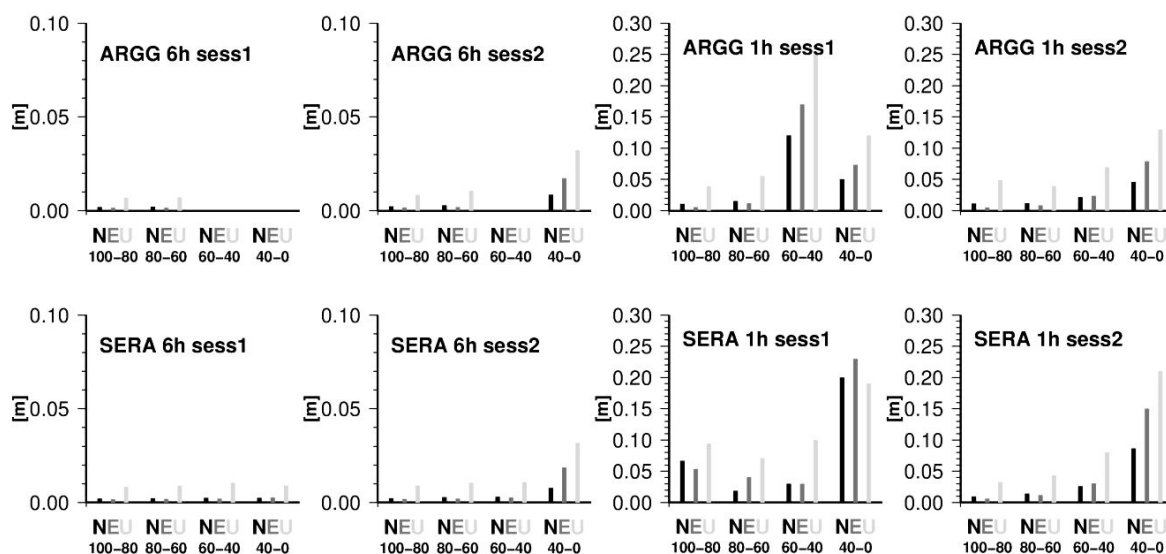 0.10 0.10 0.30 0.30
ARGG 6h sess1 ARGG 6h sess2 ARGG 1h sess1 ARGG 1h sess2
0.25 0.25
0.20 0.20
[m] 0.05 [m] 0.05 [m] 0.15 [m] 0.15
0.10 0.10
0.05 0.05
0.00 0.00 0.00 0.00
NEU NEU NEU NEU NEU NEU NEU NEU NEU NEU NEU NEU NEU NEU NEU NEU
100–80 80–60 60–40 40–0 100–80 80–60 60–40 40–0 100–80 80–60 60–40 40–0 100–80 80–60 60–40 40–0
0.10 0.10 0.30 0.30
SERA 6h sess1 SERA 6h sess2 SERA 1h sess1 SERA 1h sess2
0.25 0.25
0.20 0.20
[m] 0.05 [m] 0.05 [m] 0.15 [m] 0.15
0.10 0.10
0.05 0.05
0.00 0.00 0.00 0.00
NEU NEU NEU NEU NEU NEU NEU NEU NEU NEU NEU NEU NEU NEU NEU NEU
100–80 80–60 60–40 40–0 100–80 80–60 60–40 40–0 100–80 80–60 60–40 40–0 100–80 80–60 60–40 40–0